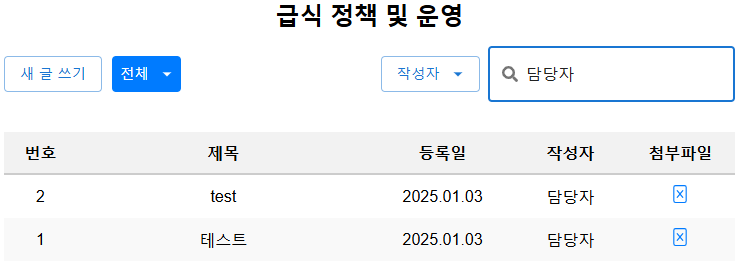 급식 정책 및 운영
새 글 쓰기 전체 작성자 담당자
번호 제목 등록일 작성자 첨부파일
2 test 2025.01.03 담당자
1 테스트 2025.01.03 담당자